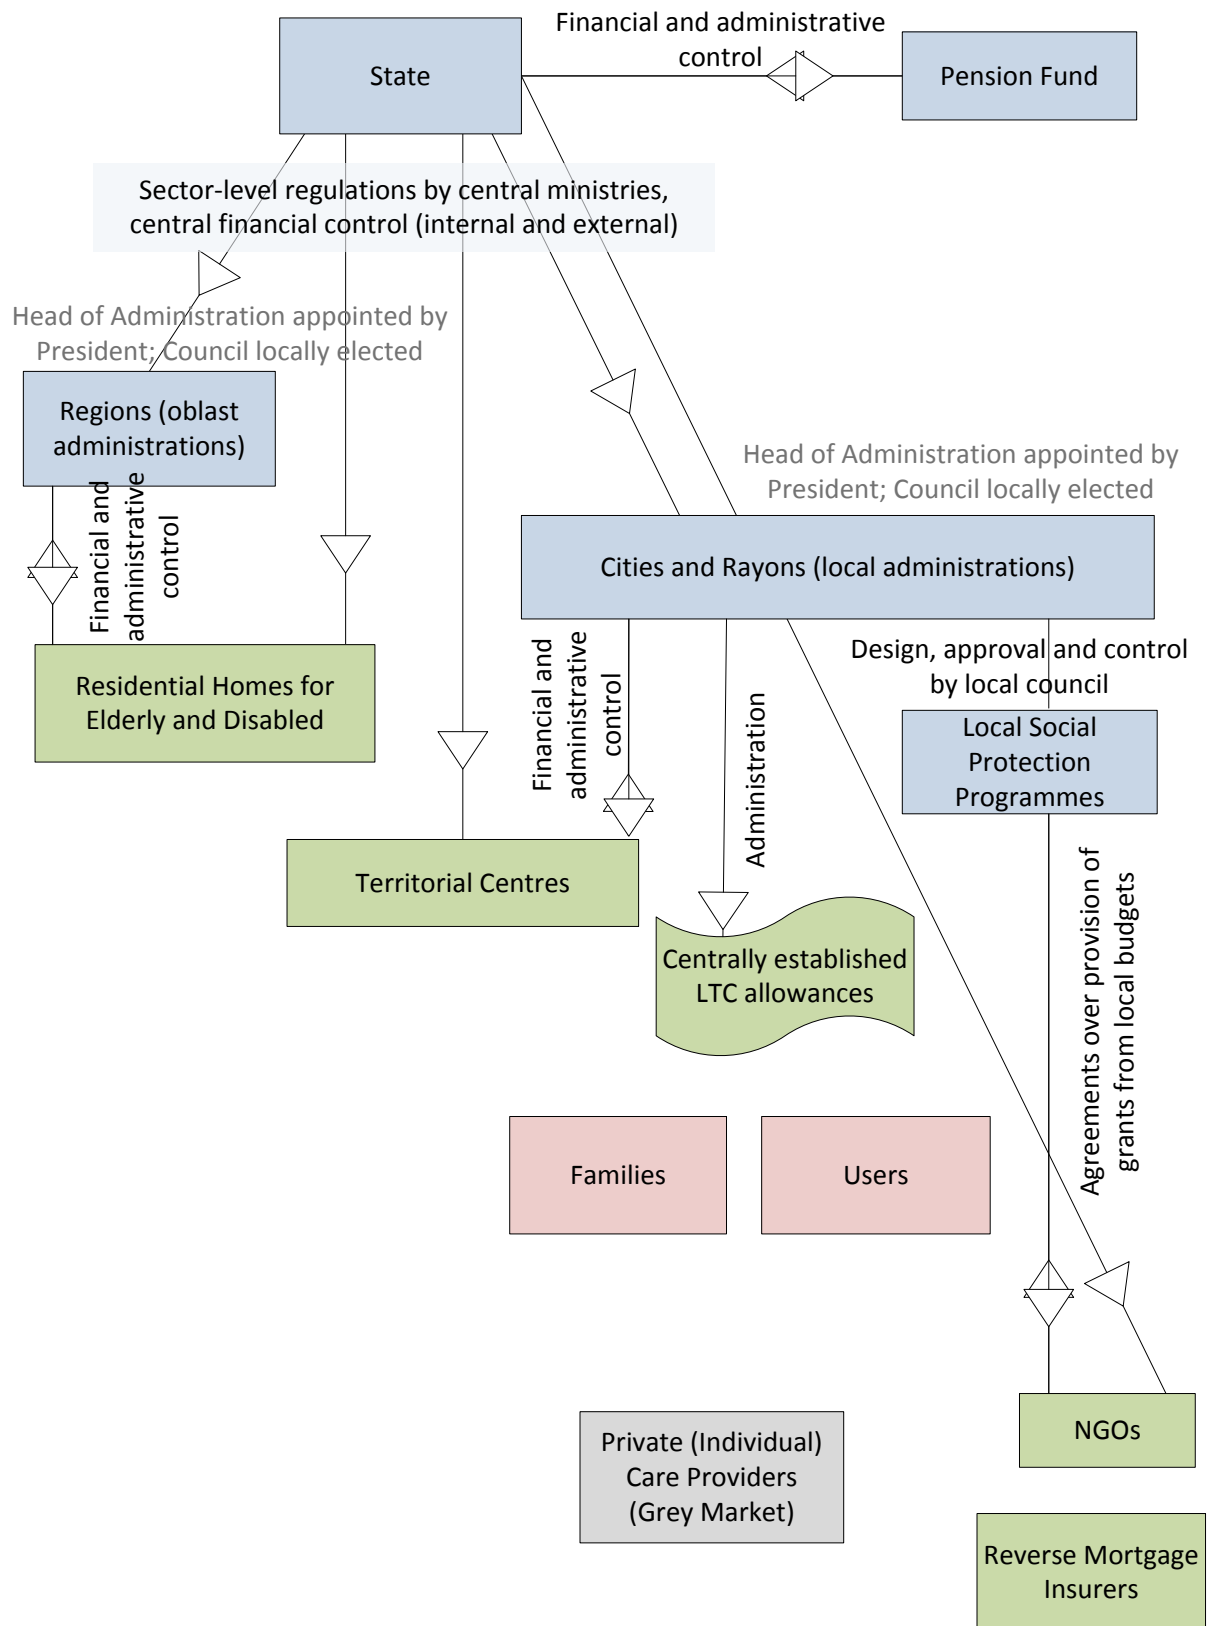 Financial and administrative
control
State
Pension Fund
Sector-level regulations by central ministries,
central financial control (internal and external)
Head of Administration appointed by
President; Council locally elected
Regions (oblast
administrations)
Financial and
administrative
control
Head of Administration appointed by
President; Council locally elected
Cities and Rayons (local administrations)
Residential Homes for
Elderly and Disabled
Financial and
administrative
control
Administration
Design, approval and control
by local council
Local Social
Protection
Programmes
Territorial Centres
Centrally established
LTC allowances
Agreements over provision of
grants from local budgets
Families
Users
Private (Individual)
Care Providers
(Grey Market)
NGOs
Reverse Mortgage
Insurers